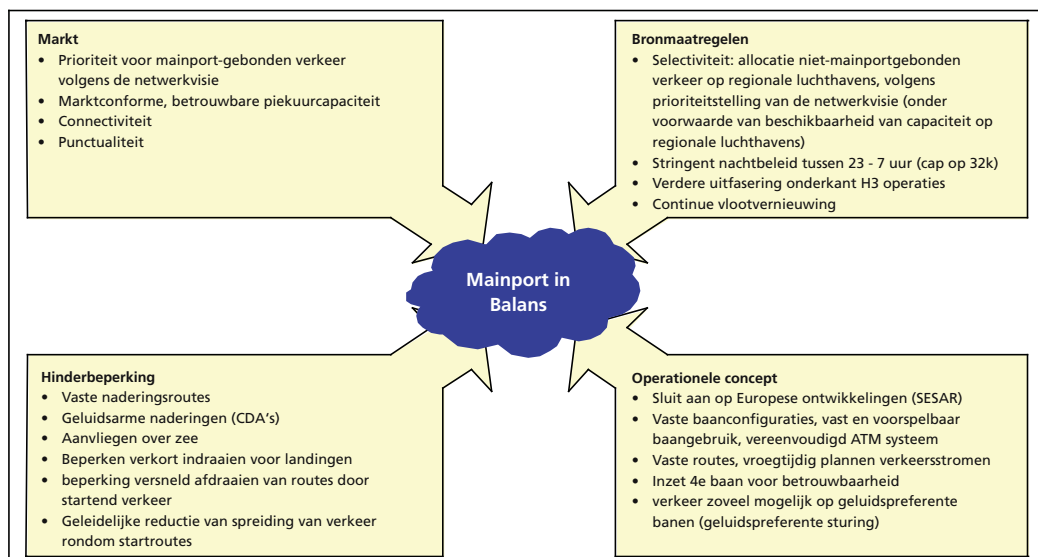 Markt
• Prioriteit voor mainport-gebonden verkeer
volgens de netwerkvisie
• Marktconforme, betrouwbare piekuurcapaciteit
• Connectiviteit
• Punctualiteit
Bronmaatregelen
• Selectiviteit: allocatie niet-mainportgebonden
verkeer op regionale luchthavens, volgens
prioriteitstelling van de netwerkvisie (onder
voorwaarde van beschikbaarheid van capaciteit op
regionale luchthavens)
• Stringent nachtbeleid tussen 23 - 7 uur (cap op 32k)
• Verdere uitfasering onderkant H3 operaties
• Continue vlootvernieuwing
Mainport in
Balans
Hinderbeperking
• Vaste naderingsroutes
• Geluidsarme naderingen (CDA’s)
• Aanvliegen over zee
• Beperken verkort indraaien voor landingen
• beperking versneld afdraaien van routes door
startend verkeer
• Geleidelijke reductie van spreiding van verkeer
rondom startroutes
Operationele concept
• Sluit aan op Europese ontwikkelingen (SESAR)
• Vaste baanconfiguraties, vast en voorspelbaar
baangebruik, vereenvoudigd ATM systeem
• Vaste routes, vroegtijdig plannen verkeersstromen
• Inzet 4e baan voor betrouwbaarheid
• verkeer zoveel mogelijk op geluidspreferente
banen (geluidspreferente sturing)